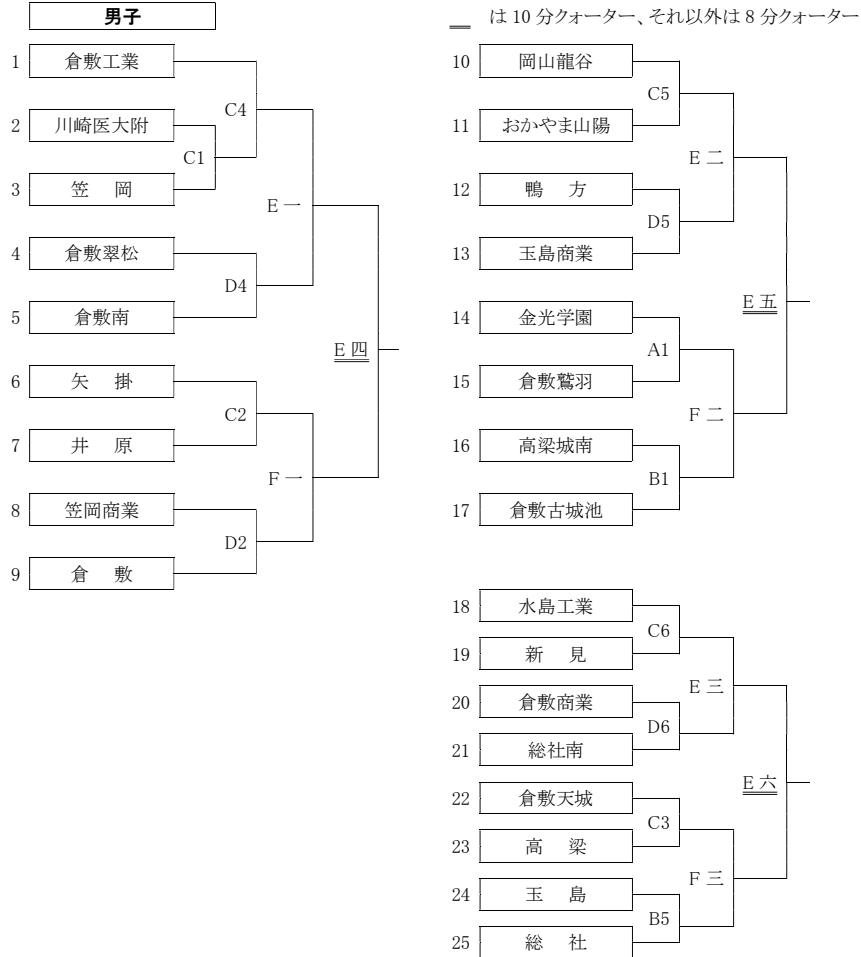 男子
＿ は 10 分クォーター、それ以外は 8 分クォーター
1 倉敷工業
C4
2 川崎医大附
C1
3 笠 岡
E 一
4 倉敷翠松
D4
5 倉敷南
E 四
6 矢 掛
C2
7 井 原
F 一
8 笠岡商業
D2
9 倉 敷
10 岡山龍谷
C5
11 おかやま山陽
E 二
12 鴨 方
D5
13 玉島商業
E 五
14 金光学園
A1
15 倉敷鷲羽
F 二
16 高梁城南
B1
17 倉敷古城池
18 水島工業
C6
19 新 見
E 三
20 倉敷商業
D6
21 総社南
E 六
22 倉敷天城
C3
23 高 梁
F 三
24 玉 島
B5
25 総 社